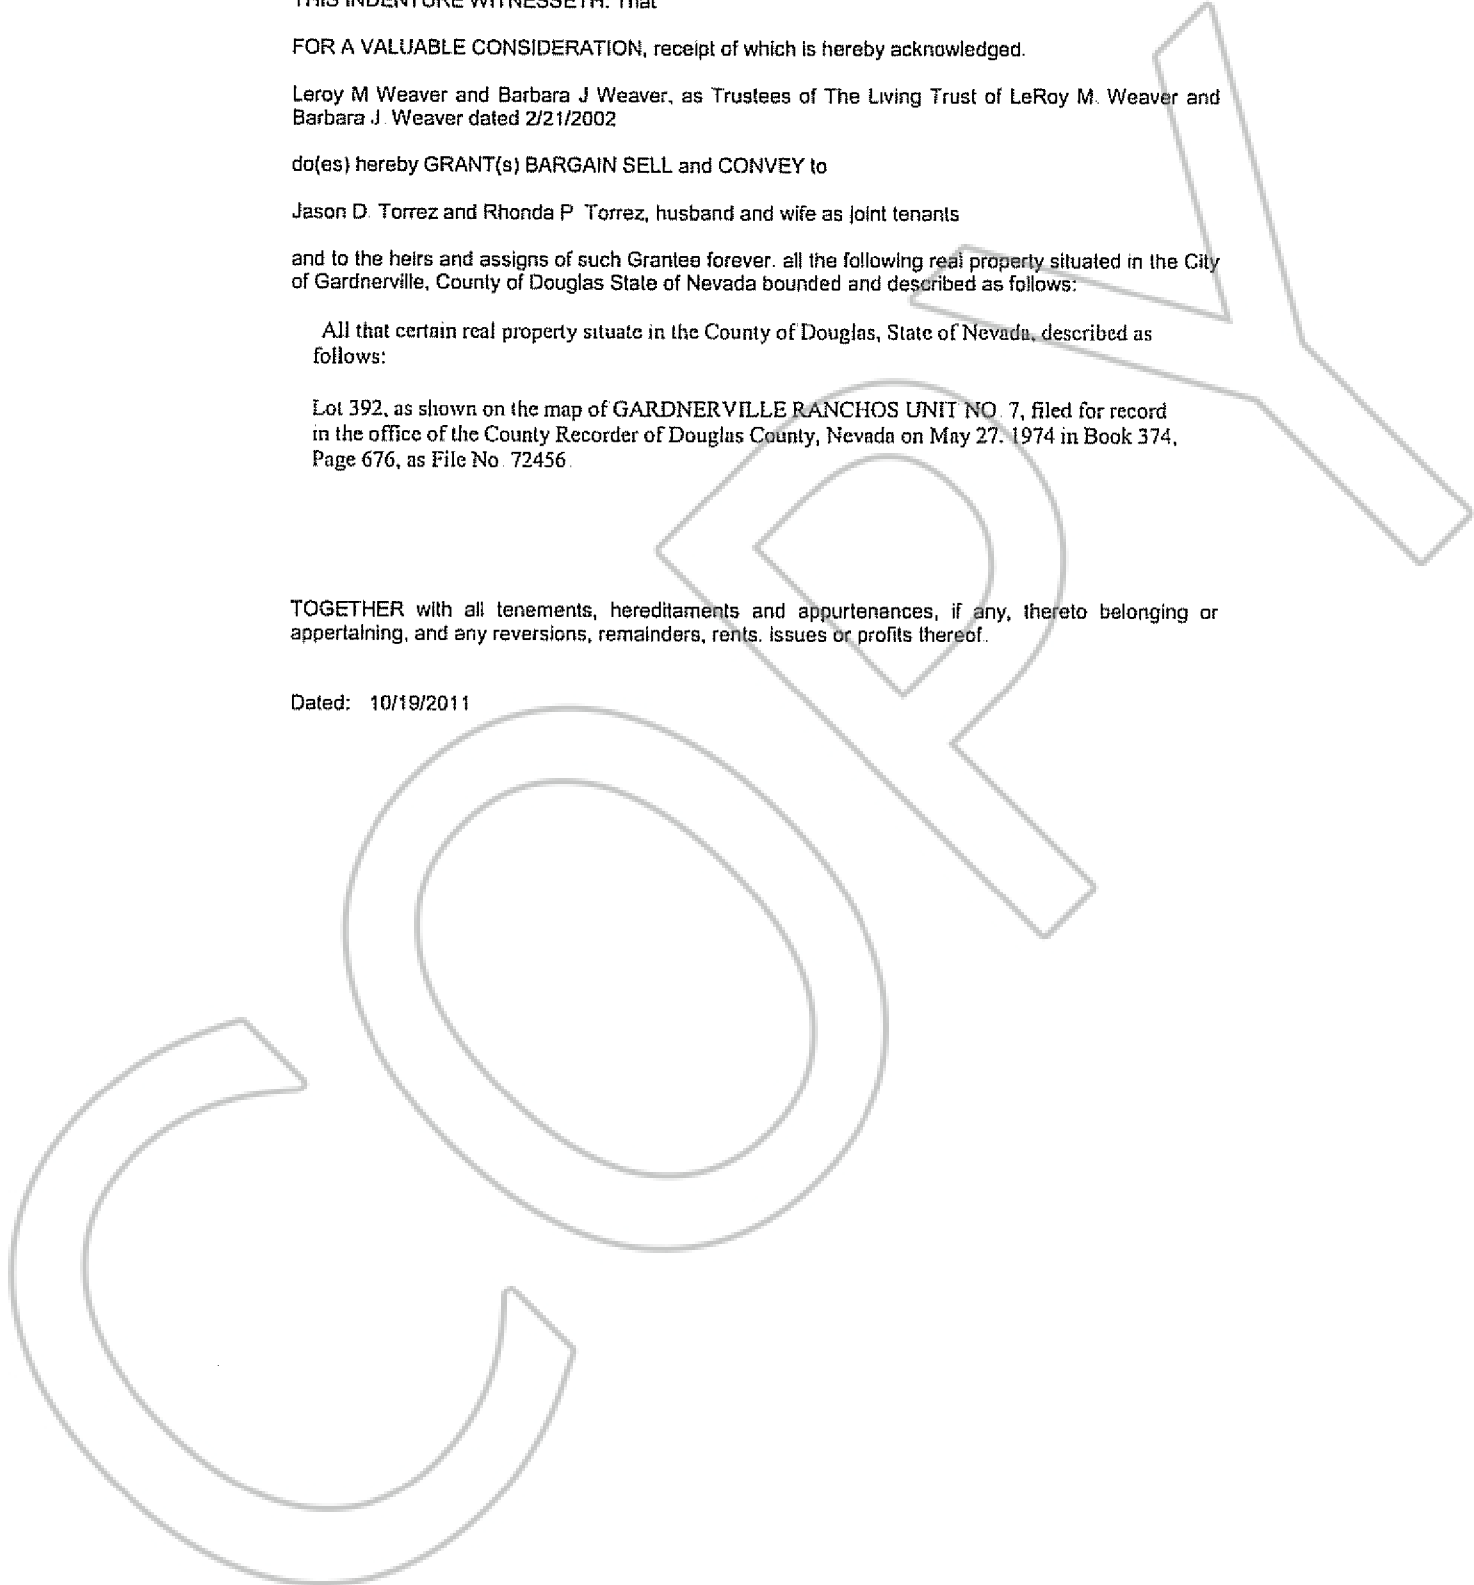 THIS INDENTURE WITNESSETH: That
FOR A VALUABLE CONSIDERATION, receipt of which is hereby acknowledged.
Leroy M Weaver and Barbara J Weaver, as Trustees of The Living Trust of LeRoy M. Weaver and
Barbara J. Weaver dated 2/21/2002
do(es) hereby GRANT(s) BARGAIN SELL and CONVEY to
Jason D. Torrez and Rhonda P Torrez, husband and wife as joint tenants
and to the heirs and assigns of such Grantee forever. all the following real property situated in the City
of Gardnerville, County of Douglas State of Nevada bounded and described as follows:
All that certain real property situate in the County of Douglas, State of Nevada, described as
follows:
Lot 392, as shown on the map of GARDNERVILLE RANCHOS UNIT NO. 7, filed for record
in the office of the County Recorder of Douglas County, Nevada on May 27. 1974 in Book 374,
Page 676, as File No. 72456.
TOGETHER with all tenements, hereditaments and appurtenances, if any, thereto belonging or
appertaining, and any reversions, remainders, rents. issues or profits thereof..
Dated: 10/19/2011
COPY